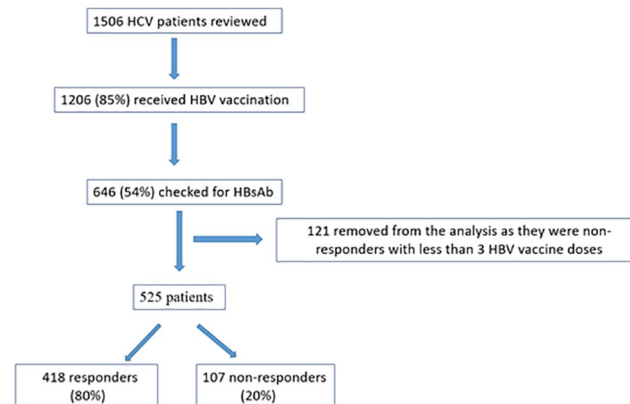 1506 HCV patients reviewed
1206 (85%) received HBV vaccination
646 (54%) checked for HBsAb
121 removed from the analysis as they were non-
responders with less than 3 HBV vaccine doses
525 patients
418 responders
(80%)
107 non-responders
(20%)